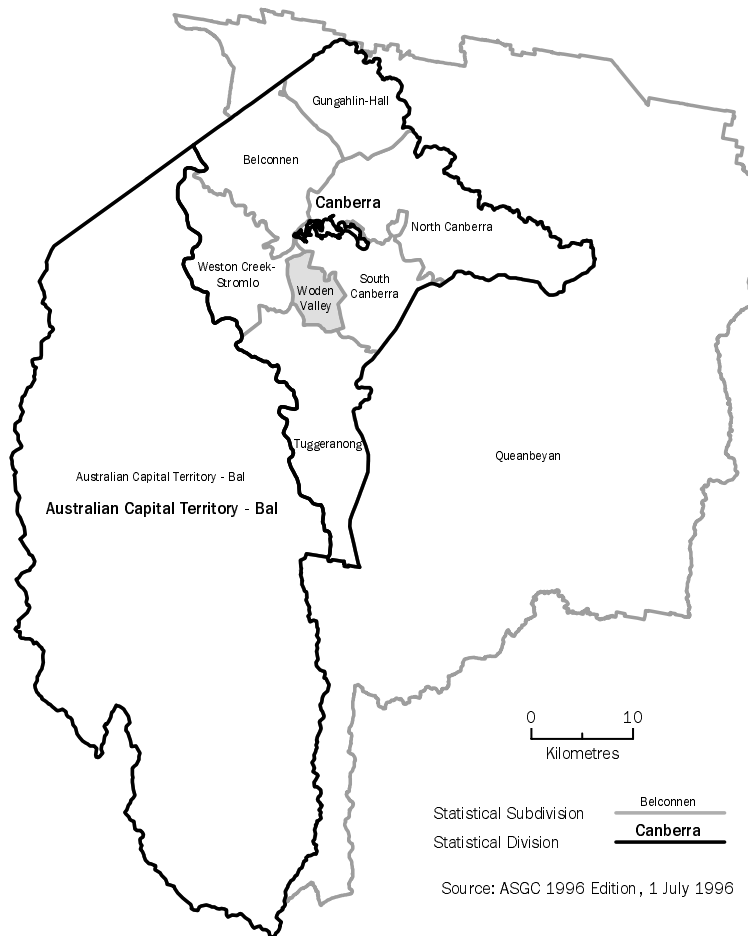 Gungahlin-Hall
Belconnen
Canberra
North Canberra
Weston Creek-
Stromlo
South
Canberra
Woden
Valley
Tuggeranong
Queanbeyan
Australian Capital Territory - Bal
Australian Capital Territory - Bal
0 10
Kilometres
Statistical Subdivision Belconnen
Statistical Division Canberra
Source: ASGC 1996 Edition, 1 July 1996